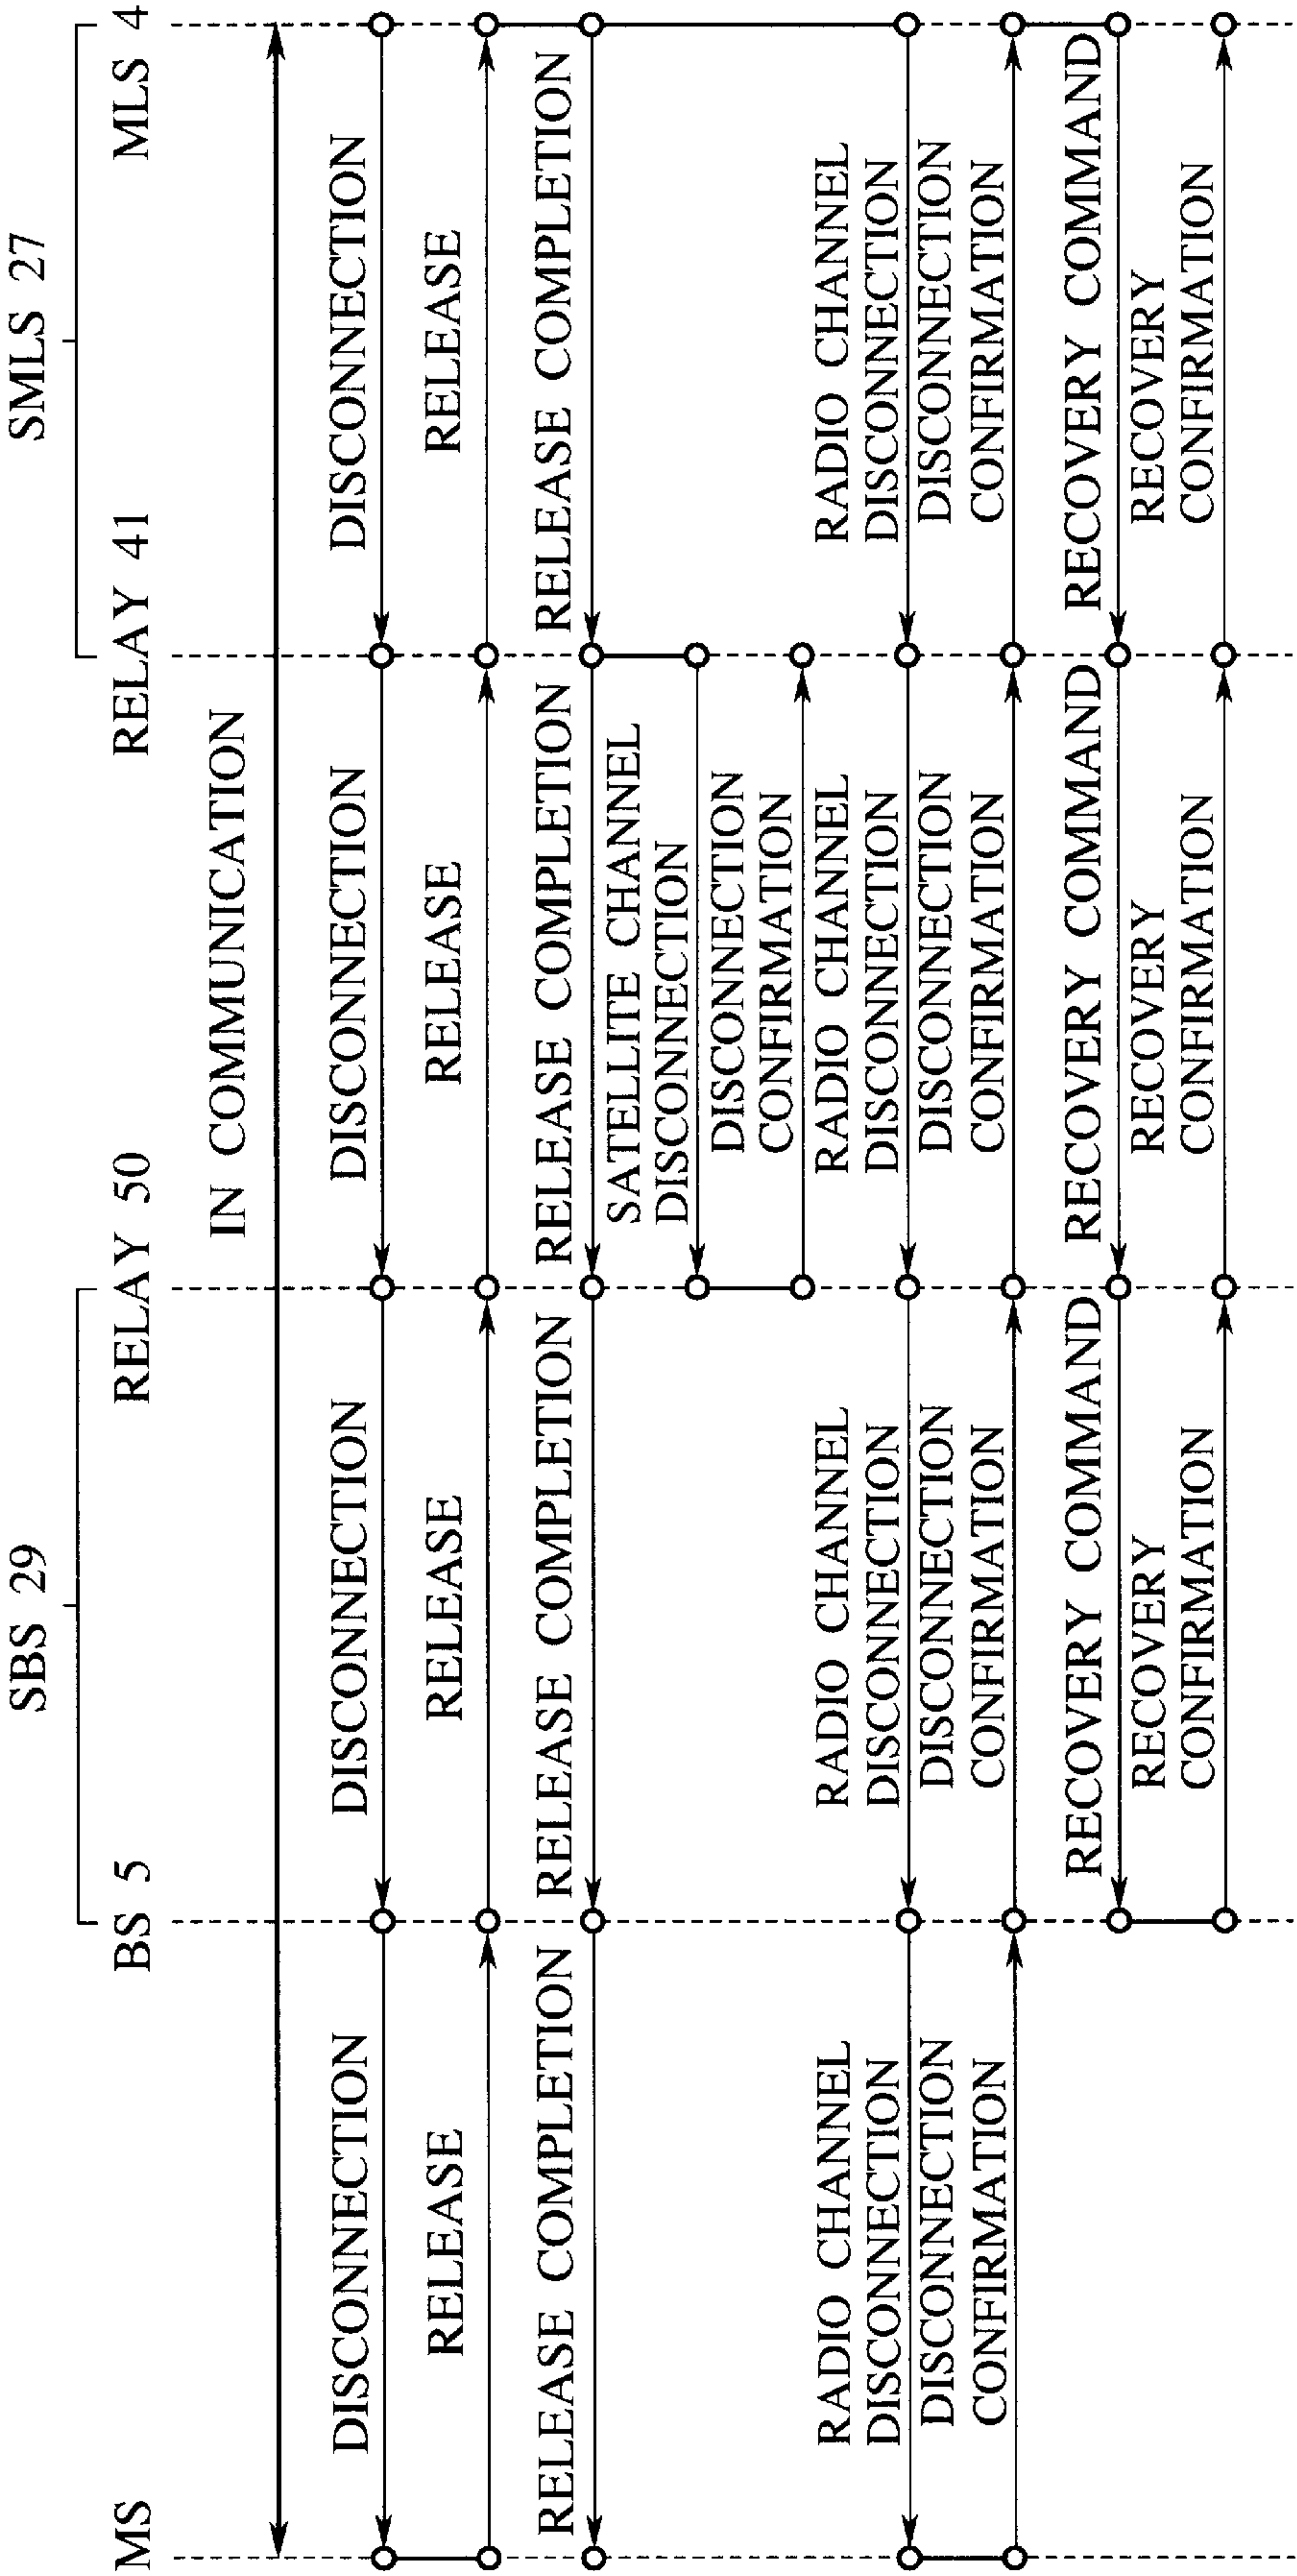 SBS 29
SMLS 27
MS
BS 5
RELAY 50
RELAY 41
MLS 4
IN COMMUNICATION
DISCONNECTION
DISCONNECTION
DISCONNECTION
DISCONNECTION
RELEASE
RELEASE
RELEASE
RELEASE
RELEASE COMPLETION
RELEASE COMPLETION
RELEASE COMPLETION
RELEASE COMPLETION
SATELLITE CHANNEL
DISCONNECTION
DISCONNECTION
CONFIRMATION
RADIO CHANNEL
DISCONNECTION
RADIO CHANNEL
DISCONNECTION
RADIO CHANNEL
DISCONNECTION
RADIO CHANNEL
DISCONNECTION
DISCONNECTION
CONFIRMATION
DISCONNECTION
CONFIRMATION
DISCONNECTION
CONFIRMATION
DISCONNECTION
CONFIRMATION
RECOVERY COMMAND
RECOVERY COMMAND
RECOVERY COMMAND
RECOVERY
CONFIRMATION
RECOVERY
CONFIRMATION
RECOVERY
CONFIRMATION